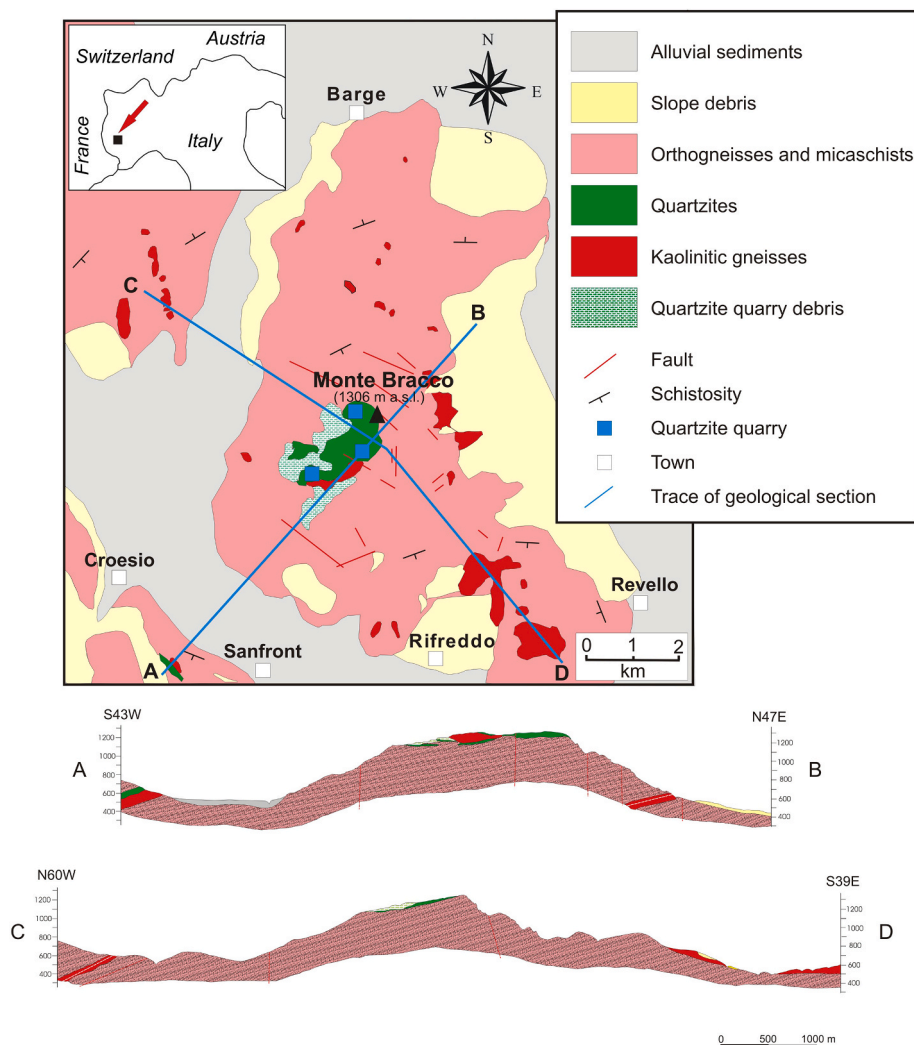 Austria
Switzerland
France
Italy
N
W
E
S
Barge
C
B
Monte Bracco
(1306 m a.s.l.)
Croesio
Revello
Rifreddo
Sanfront
A
D
0 1 2
km
Alluvial sediments
Slope debris
Orthogneisses and micaschists
Quartzites
Kaolinitic gneisses
Quartzite quarry debris
Fault
Schistosity
Quartzite quarry
Town
Trace of geological section
S43W
N47E
A
B
1200
1000
800
600
400
1200
1000
800
600
400
N60W
S39E
C
D
1200
1000
800
600
400
1200
1000
800
600
400
0 500 1000 m